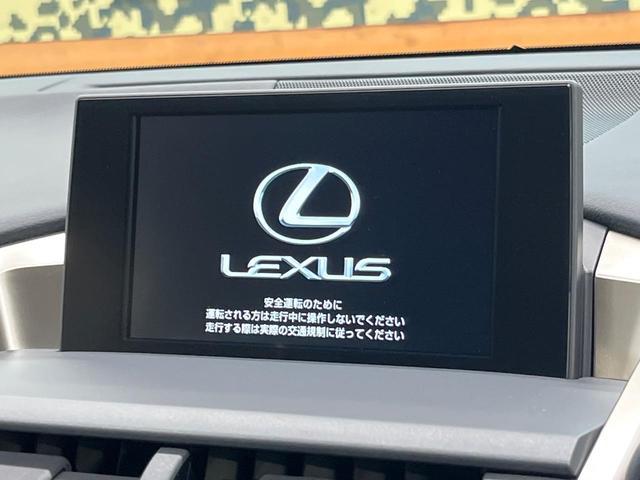 LEXUS
安全運転のために
運転される方は走行中に操作しないでください
走行する際は実際の交通規制に従ってください